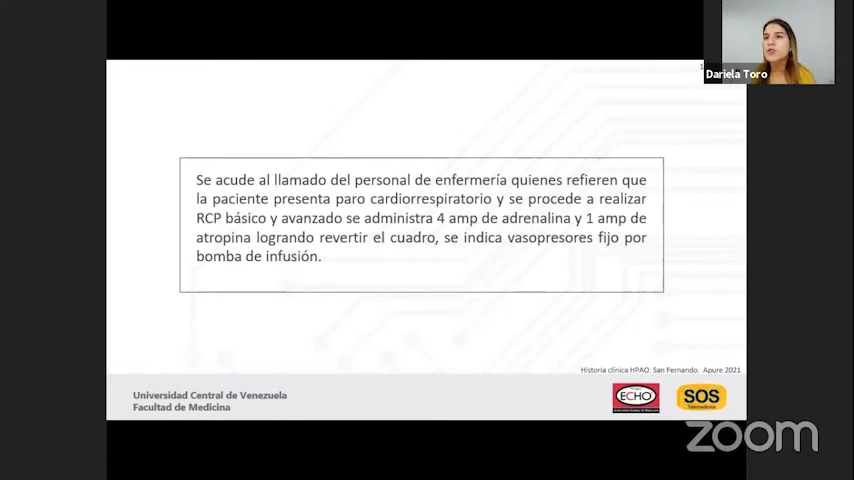 Dariela Toro
Se acude al llamado del personal de enfermería quienes refieren que
la paciente presenta paro cardiorrespiratorio y se procede a realizar
RCP básico y avanzado se administra 4 amp de adrenalina y 1 amp de
atropina logrando revertir el cuadro, se indica vasopresores fijo por
bomba de infusión.
Historia clínica HPAO: San Fernando. Apure 2021
Universidad Central de Venezuela
Facultad de Medicina
ECHO
SOS
Telemedicina
zoom